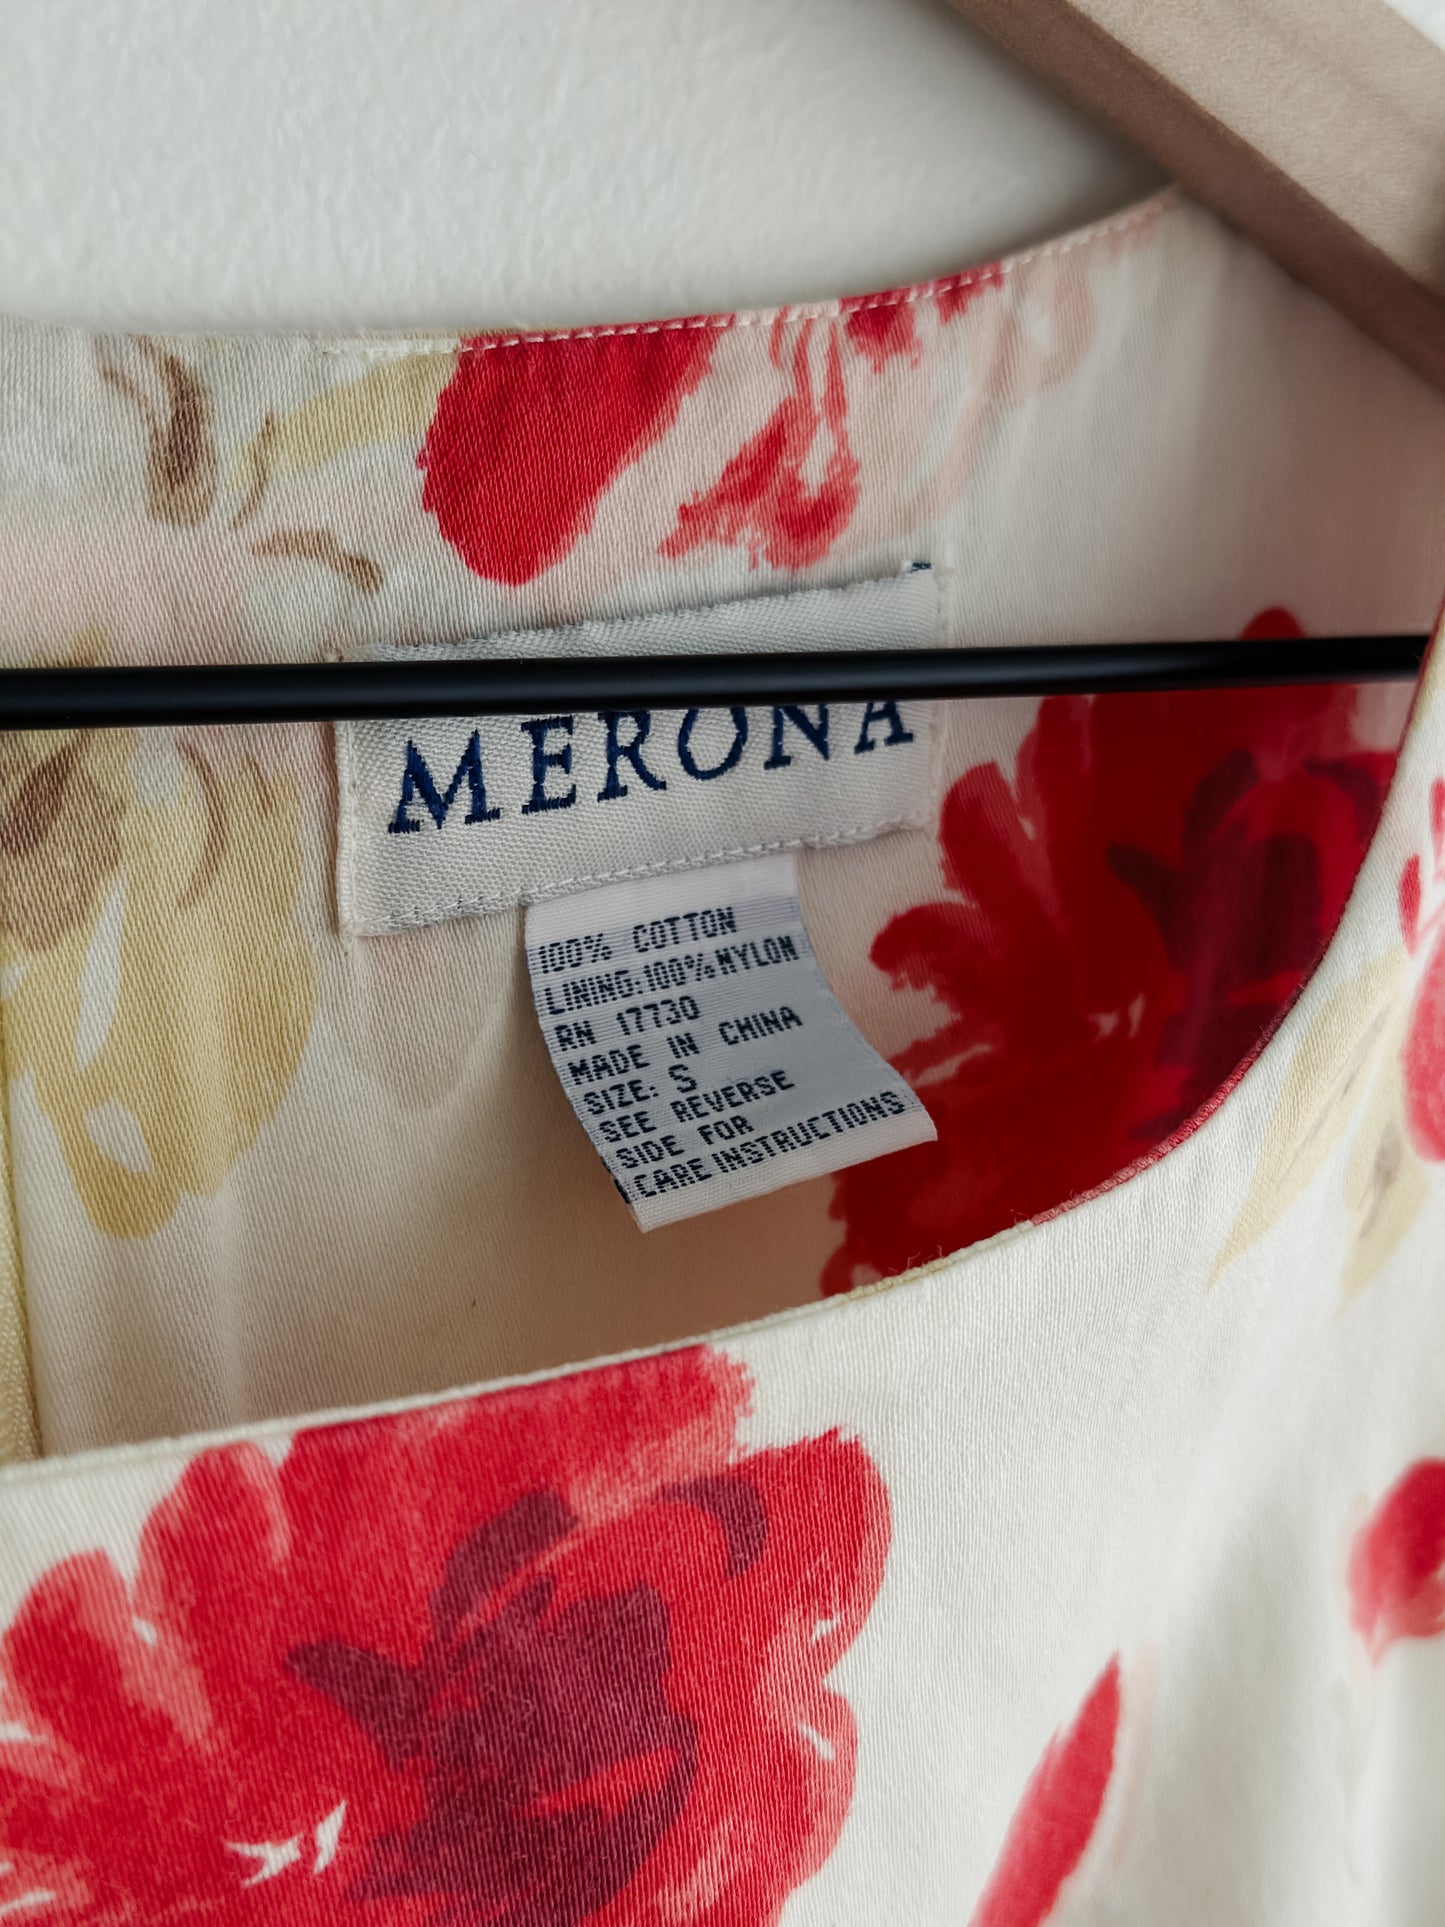 MERONA
100% COTTON
LINING:100%NYLON
RN 17730
MADE IN CHINA
SIZE: S
SEE REVERSE
SIDE FOR
CARE INSTRUCTIONS